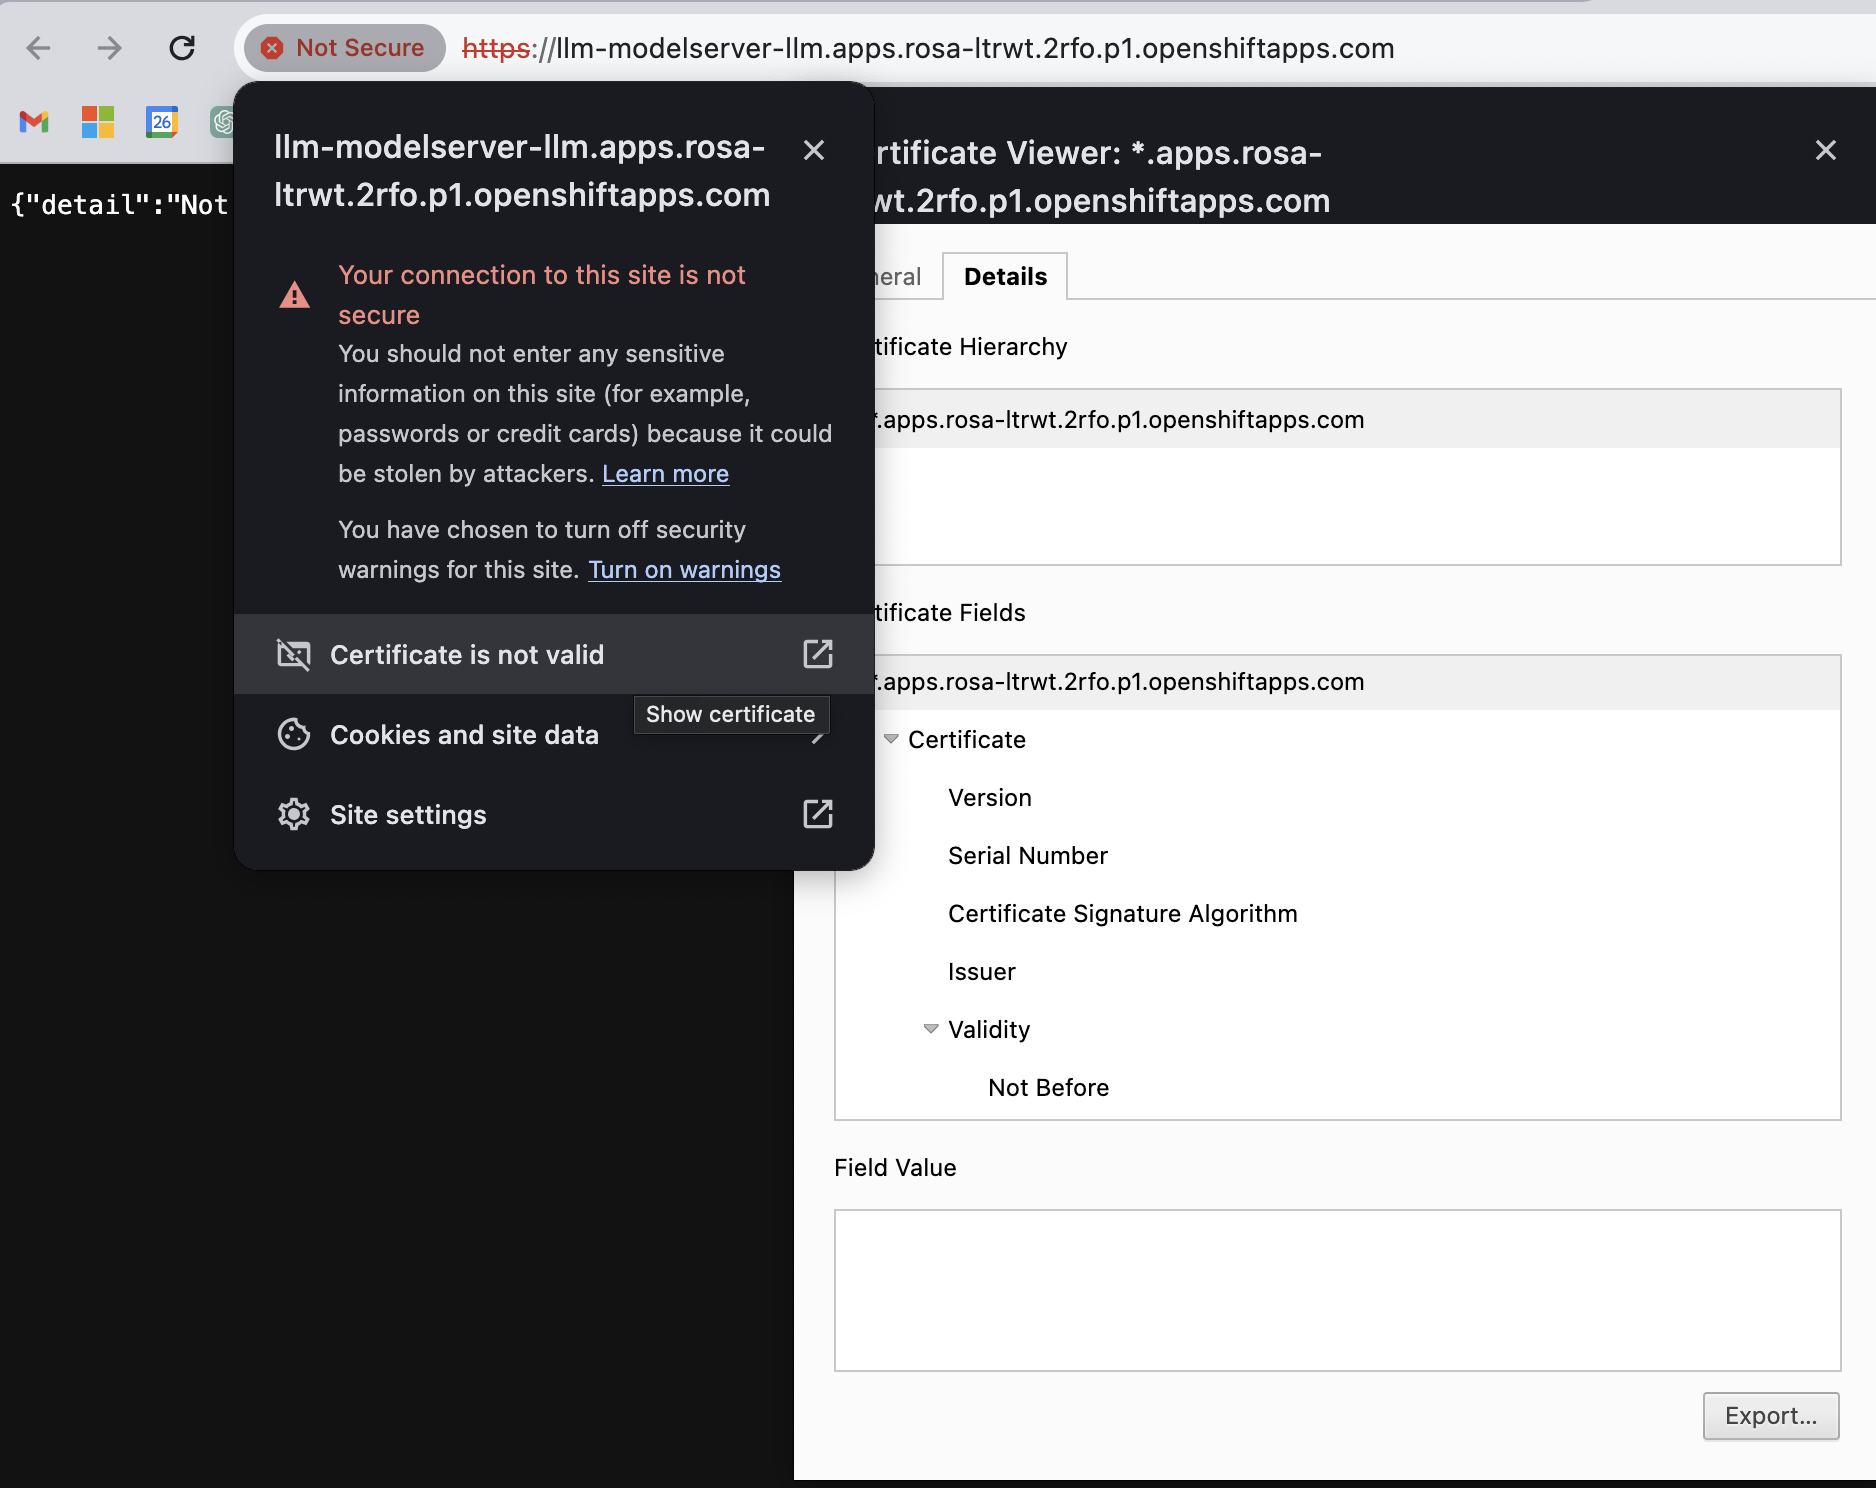 Not Secure
https://llm-modelserver-llm.apps.rosa-ltrwt.2rfo.p1.openshiftapps.com
26
{"detail":"Not
llm-modelserver-llm.apps.rosa-
ltrwt.2rfo.p1.openshiftapps.com
Your connection to this site is not
secure
You should not enter any sensitive
information on this site (for example,
passwords or credit cards) because it could
be stolen by attackers. Learn more
You have chosen to turn off security
warnings for this site. Turn on warnings
Certificate is not valid
Show certificate
Cookies and site data
Site settings
rtificate Viewer: *.apps.rosa-
wt.2rfo.p1.openshiftapps.com
neral
Details
tificate Hierarchy
*.apps.rosa-ltrwt.2rfo.p1.openshiftapps.com
tificate Fields
*.apps.rosa-ltrwt.2rfo.p1.openshiftapps.com
Certificate
Version
Serial Number
Certificate Signature Algorithm
Issuer
Validity
Not Before
Field Value
Export...